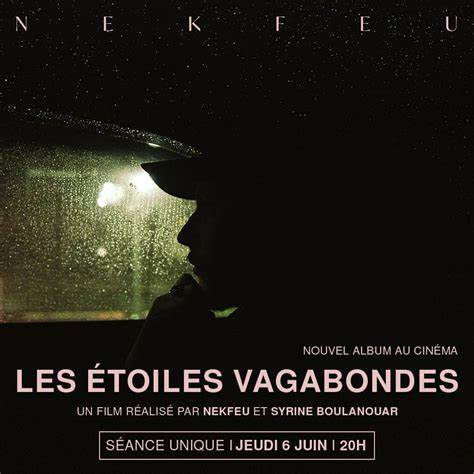 NEKFEU
NOUVEL ALBUM AU CINÉMA
LES ÉTOILES VAGABONDES
UN FILM RÉALISÉ PAR NEKFEU ET SYRINE BOULANOUAR
SÉANCE UNIQUE | JEUDI 6 JUIN | 20H